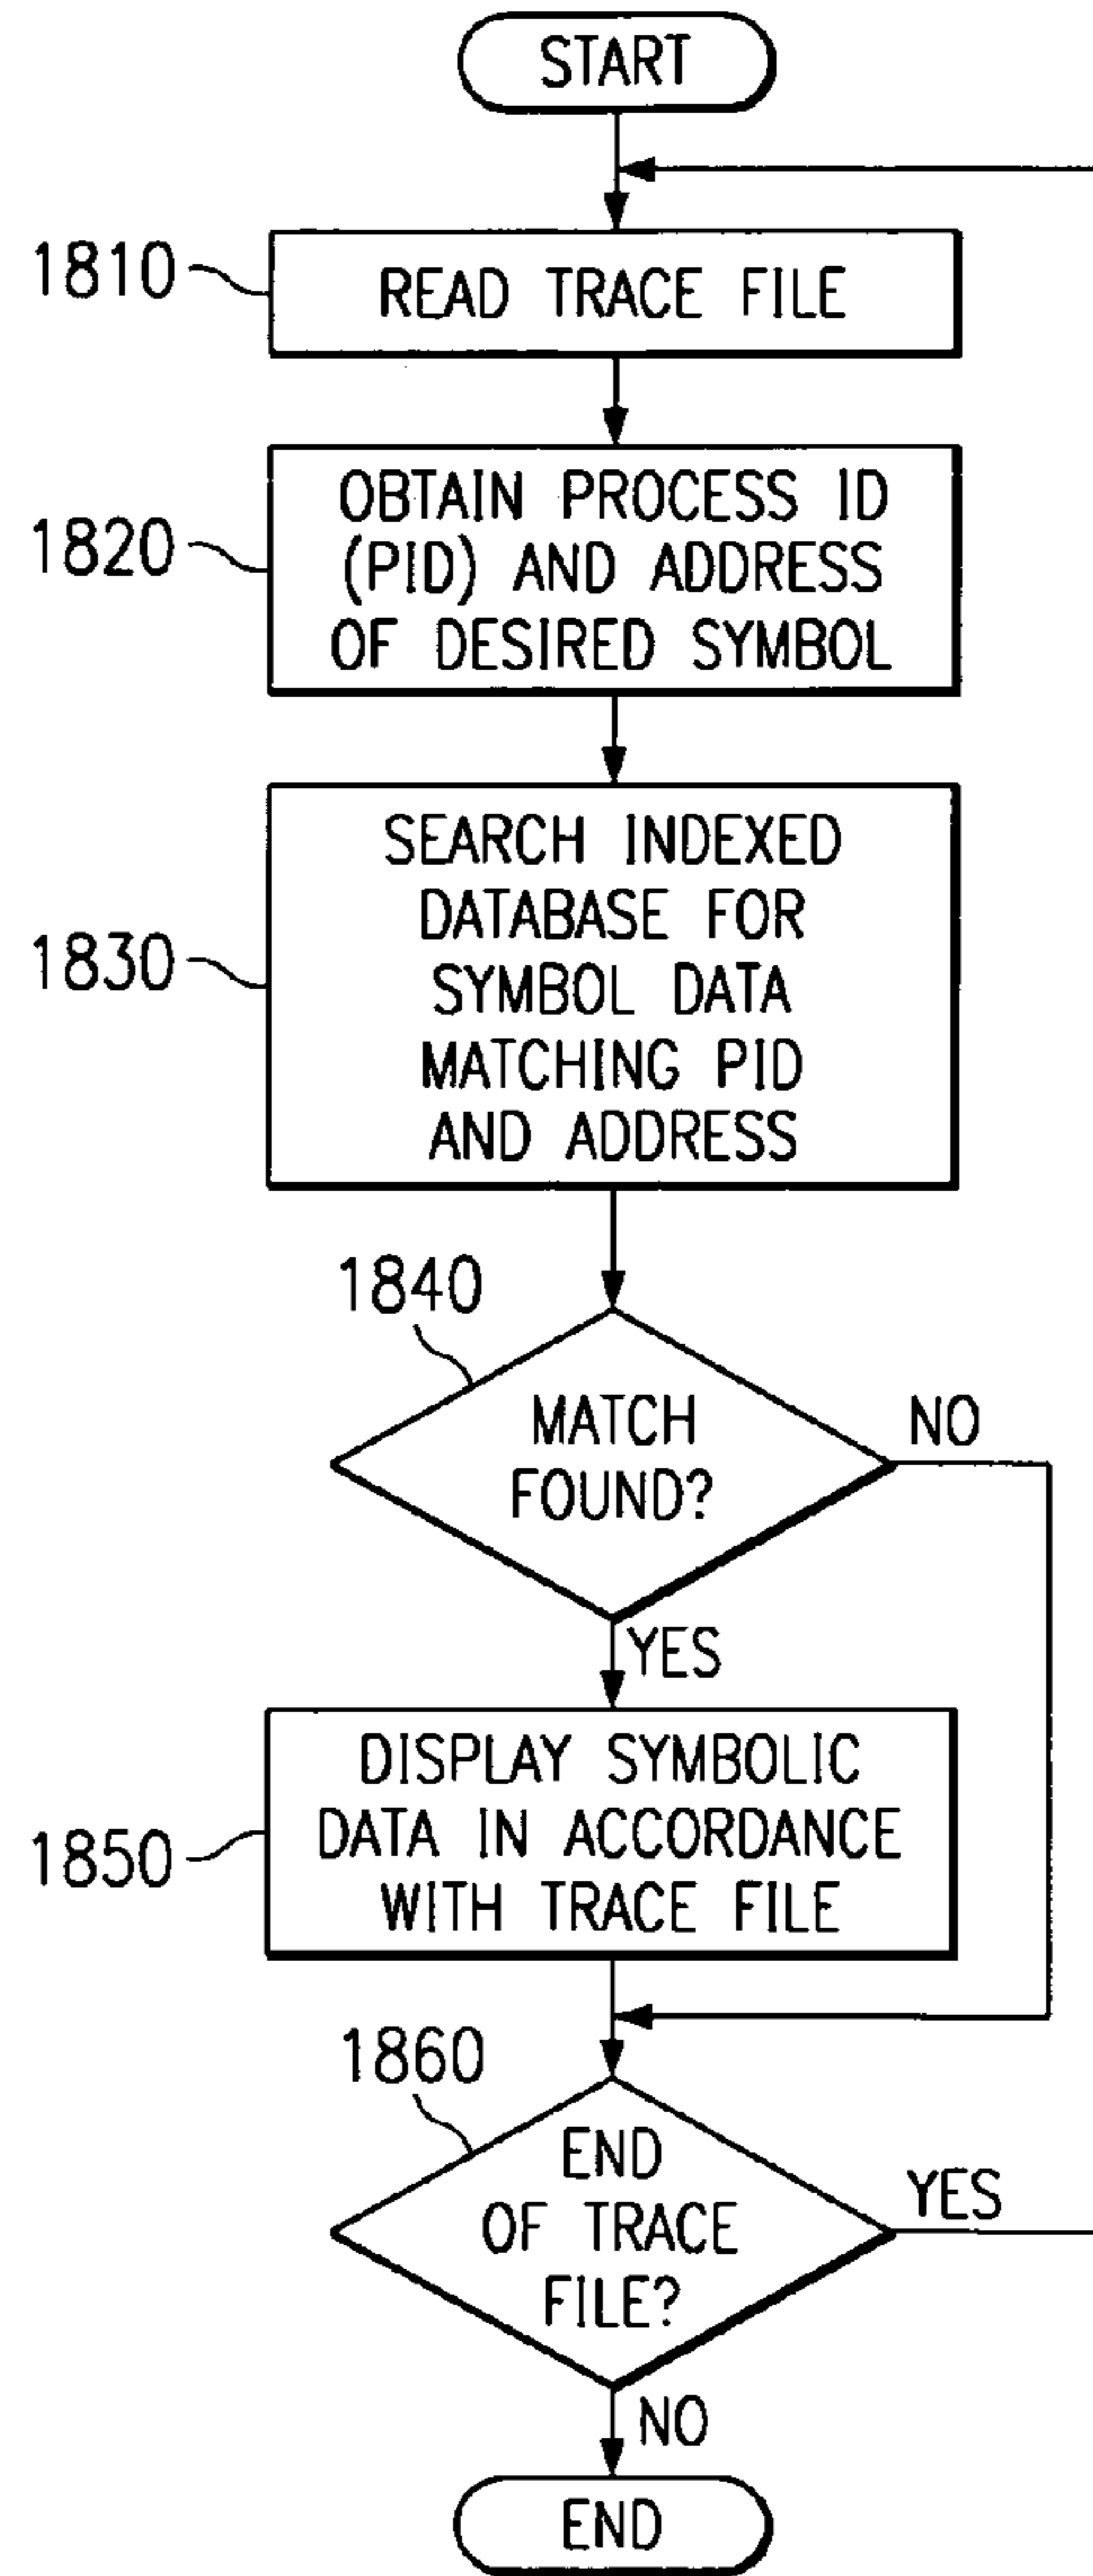 START
1810
READ TRACE FILE
1820
OBTAIN PROCESS ID
(PID) AND ADDRESS
OF DESIRED SYMBOL
1830
SEARCH INDEXED
DATABASE FOR
SYMBOL DATA
MATCHING PID
AND ADDRESS
1840
MATCH
FOUND?
NO
YES
1850
DISPLAY SYMBOLIC
DATA IN ACCORDANCE
WITH TRACE FILE
1860
END
OF TRACE
FILE?
YES
NO
END